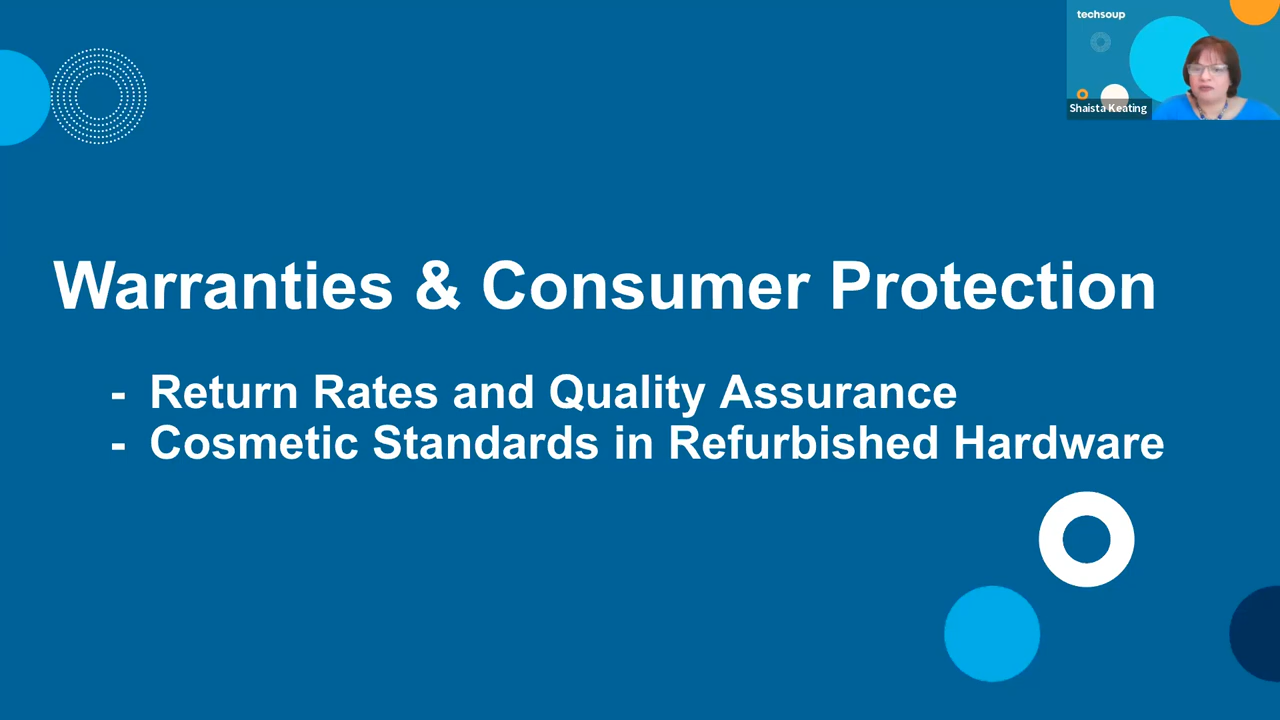 techsoup
Shaista Keating
Warranties & Consumer Protection
- Return Rates and Quality Assurance
- Cosmetic Standards in Refurbished Hardware